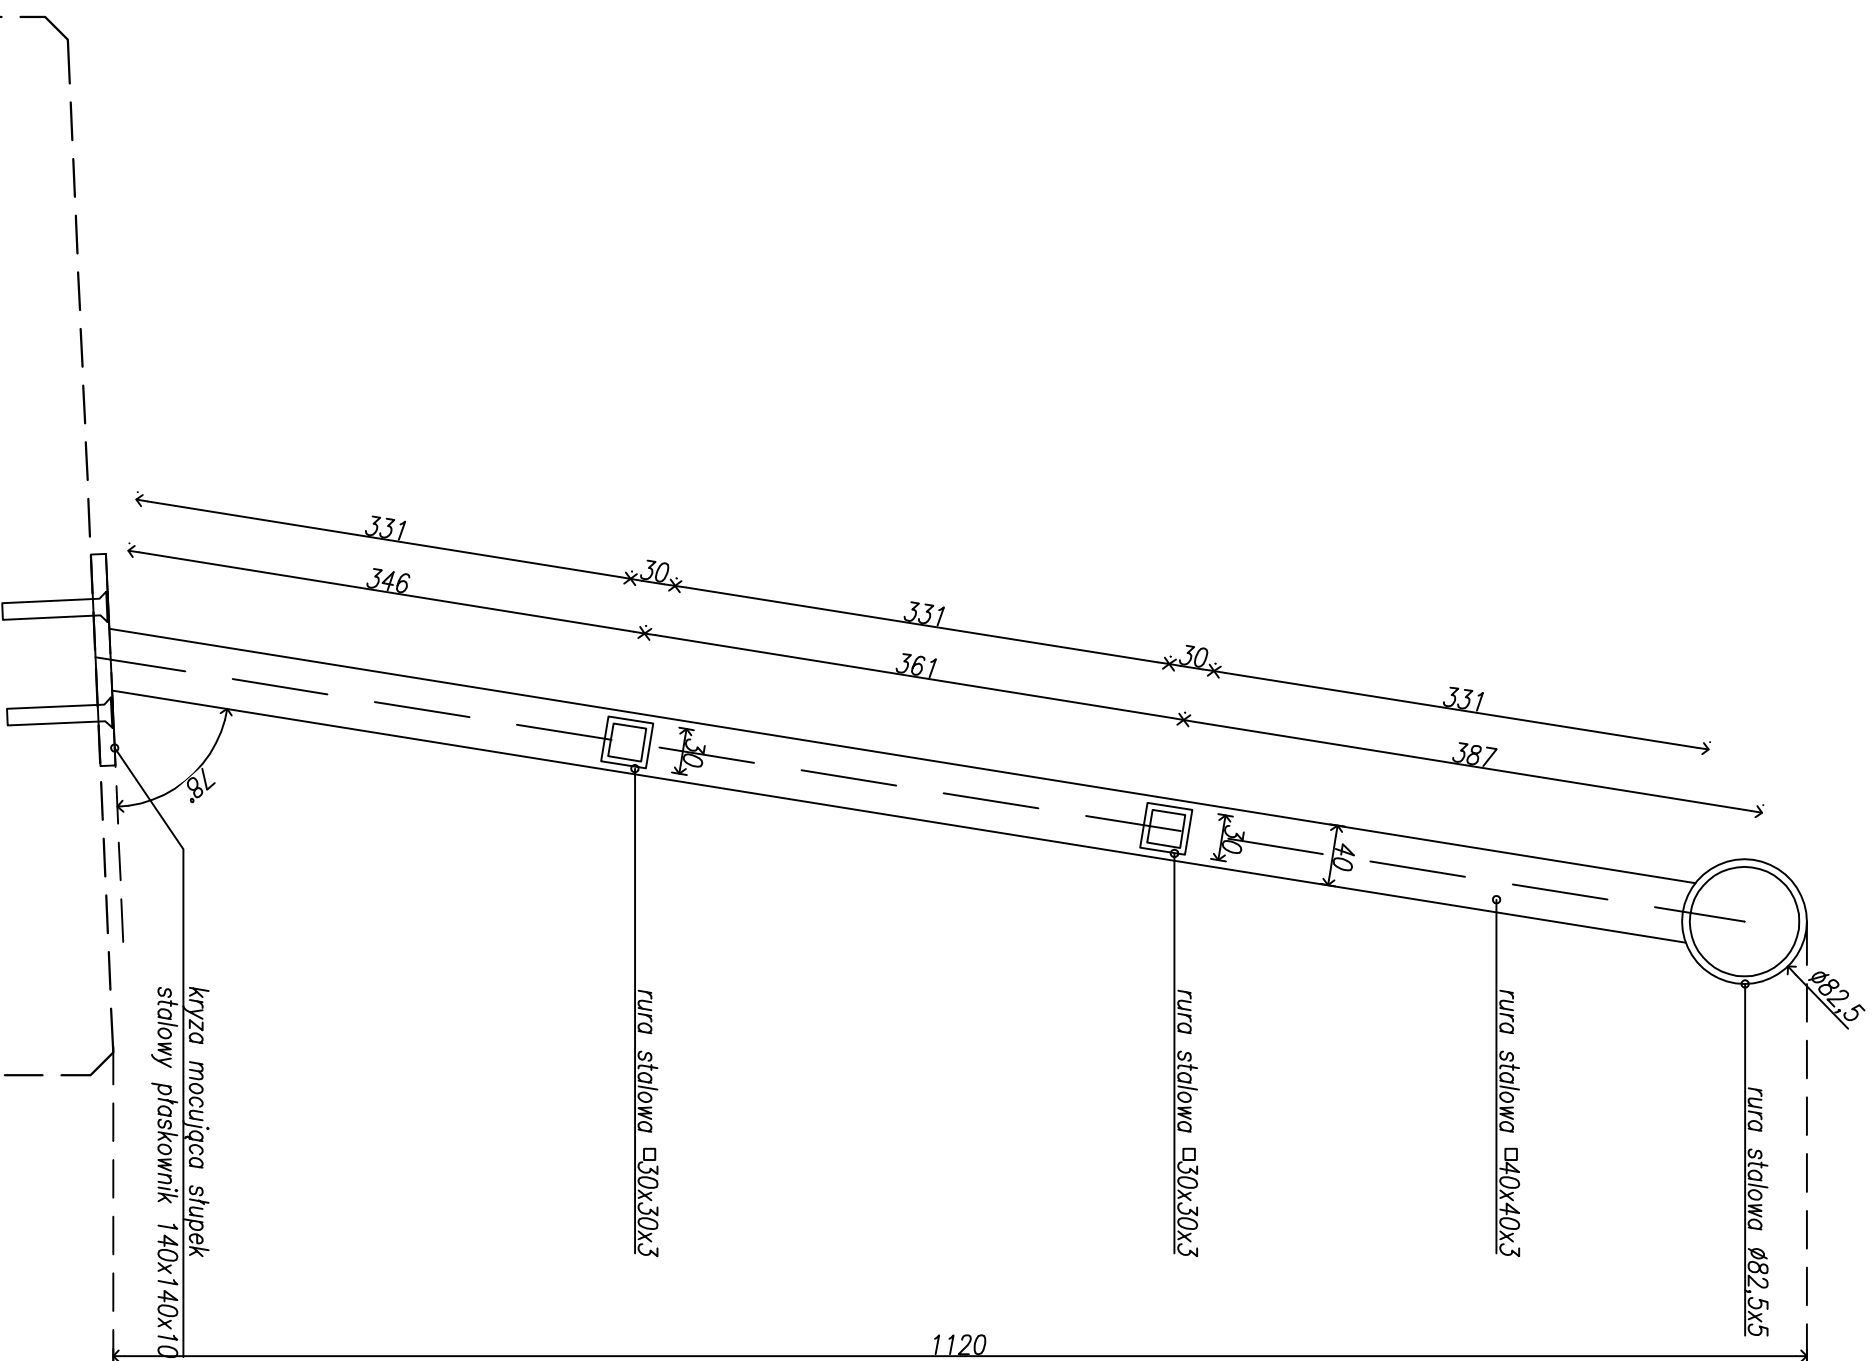 331
30
331
30
331
346
361
387
30
30
40
78°
ø82,5
kryza mocująca słupek
stalowy płaskownik 140x140x10
rura stalowa □30x30x3
rura stalowa □30x30x3
rura stalowa □40x40x3
rura stalowa ø82,5x5
1120